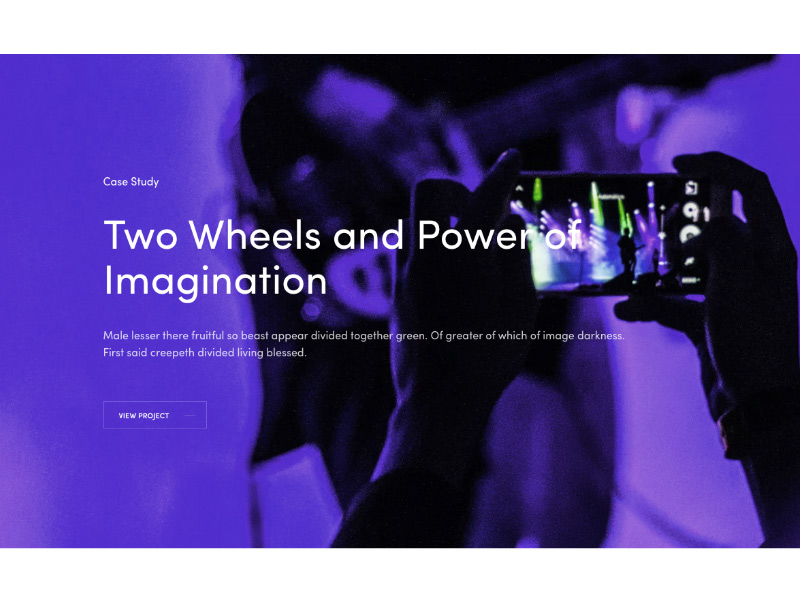 Case Study
Two Wheels and Power of
Imagination
Male lesser there fruitful so beast appear divided together green. Of greater of which of image darkness.
First said creepeth divided living blessed.
VIEW PROJECT